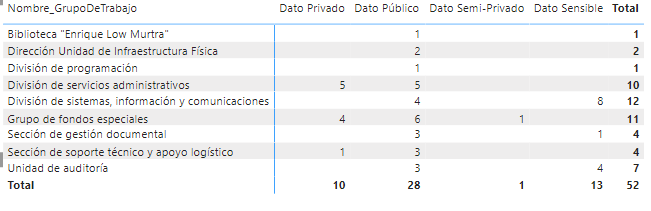 Nombre_GrupoDeTrabajo Dato Privado Dato Público Dato Semi-Privado Dato Sensible Total
Biblioteca "Enrique Low Murtra" 1 1
Dirección Unidad de Infraestructura Física 2 2
División de programación 1 1
División de servicios administrativos 5 5 10
División de sistemas, información y comunicaciones 4 8 12
Grupo de fondos especiales 4 6 1 11
Sección de gestión documental 3 1 4
Sección de soporte técnico y apoyo logístico 1 3 4
Unidad de auditoría 3 4 7
Total 10 28 1 13 52